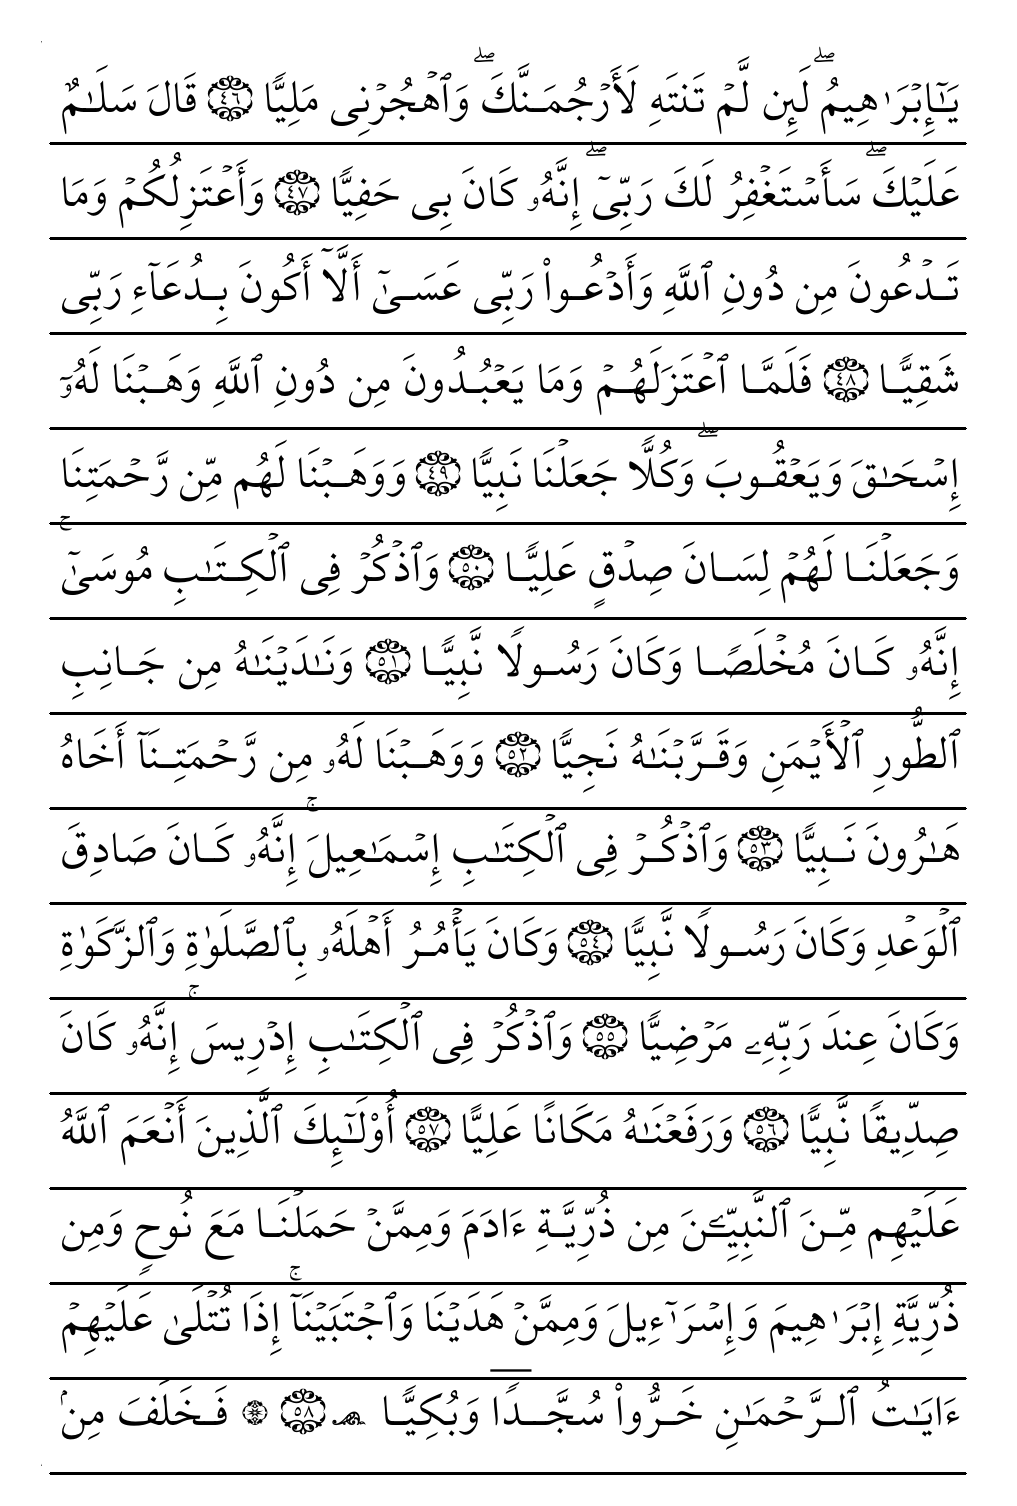 يَـٰٓإِبۡرَٰهِيمُۖ لَئِن لَّمۡ تَنتَهِ لَأَرۡجُمَنَّكَۖ وَٱهۡجُرۡنِى مَلِيًّا ٤٦ قَالَ سَلَـٰمٌ
عَلَيۡكَۖ سَأَسۡتَغۡفِرُ لَكَ رَبِّىٓۖ إِنَّهُۥ كَانَ بِى حَفِيًّا ٤٧ وَأَعۡتَزِلُكُمۡ وَمَا
تَدۡعُونَ مِن دُونِ ٱللَّهِ وَأَدۡعُواْ رَبِّى عَسَىٰٓ أَلَّآ أَكُونَ بِدُعَآءِ رَبِّى
شَقِيًّا ٤٨ فَلَمَّا ٱعۡتَزَلَهُمۡ وَمَا يَعۡبُدُونَ مِن دُونِ ٱللَّهِ وَهَبۡنَا لَهُۥٓ
إِسۡحَـٰقَ وَيَعۡقُوبَۖ وَكُلًّا جَعَلۡنَا نَبِيًّا ٤٩ وَوَهَبۡنَا لَهُم مِّن رَّحۡمَتِنَا
وَجَعَلۡنَا لَهُمۡ لِسَانَ صِدۡقٍ عَلِيًّا ٥٠ وَٱذۡكُرۡ فِى ٱلۡكِتَـٰبِ مُوسَىٰٓۚ
إِنَّهُۥ كَانَ مُخۡلَصًا وَكَانَ رَسُولًا نَّبِيًّا ٥١ وَنَـٰدَيۡنَـٰهُ مِن جَانِبِ
ٱلطُّورِ ٱلۡأَيۡمَنِ وَقَرَّبۡنَـٰهُ نَجِيًّا ٥٢ وَوَهَبۡنَا لَهُۥ مِن رَّحۡمَتِنَآ أَخَاهُ
هَـٰرُونَ نَبِيًّا ٥٣ وَٱذۡكُرۡ فِى ٱلۡكِتَـٰبِ إِسۡمَـٰعِيلَۚ إِنَّهُۥ كَانَ صَادِقَ
ٱلۡوَعۡدِ وَكَانَ رَسُولًا نَّبِيًّا ٥٤ وَكَانَ يَأۡمُرُ أَهۡلَهُۥ بِٱلصَّلَوٰةِ وَٱلزَّكَوٰةِ
وَكَانَ عِندَ رَبِّهِۦ مَرۡضِيًّا ٥٥ وَٱذۡكُرۡ فِى ٱلۡكِتَـٰبِ إِدۡرِيسَۚ إِنَّهُۥ كَانَ
صِدِّيقًا نَّبِيًّا ٥٦ وَرَفَعۡنَـٰهُ مَكَانًا عَلِيًّا ٥٧ أُوْلَـٰٓئِكَ ٱلَّذِينَ أَنۡعَمَ ٱللَّهُ
عَلَيۡهِم مِّنَ ٱلنَّبِيِّـۧنَ مِن ذُرِّيَّةِ ءَادَمَ وَمِمَّنۡ حَمَلۡنَا مَعَ نُوحٍ وَمِن
ذُرِّيَّةِ إِبۡرَٰهِيمَ وَإِسۡرَٰٓءِيلَ وَمِمَّنۡ هَدَيۡنَا وَٱجۡتَبَيۡنَآۚ إِذَا تُتۡلَىٰ عَلَيۡهِمۡ
ءَايَـٰتُ ٱلرَّحۡمَـٰنِ خَرُّواْ سُجَّدًا وَبُكِيًّا ۩ ٥٨ ۞ فَخَلَفَ مِنۢ